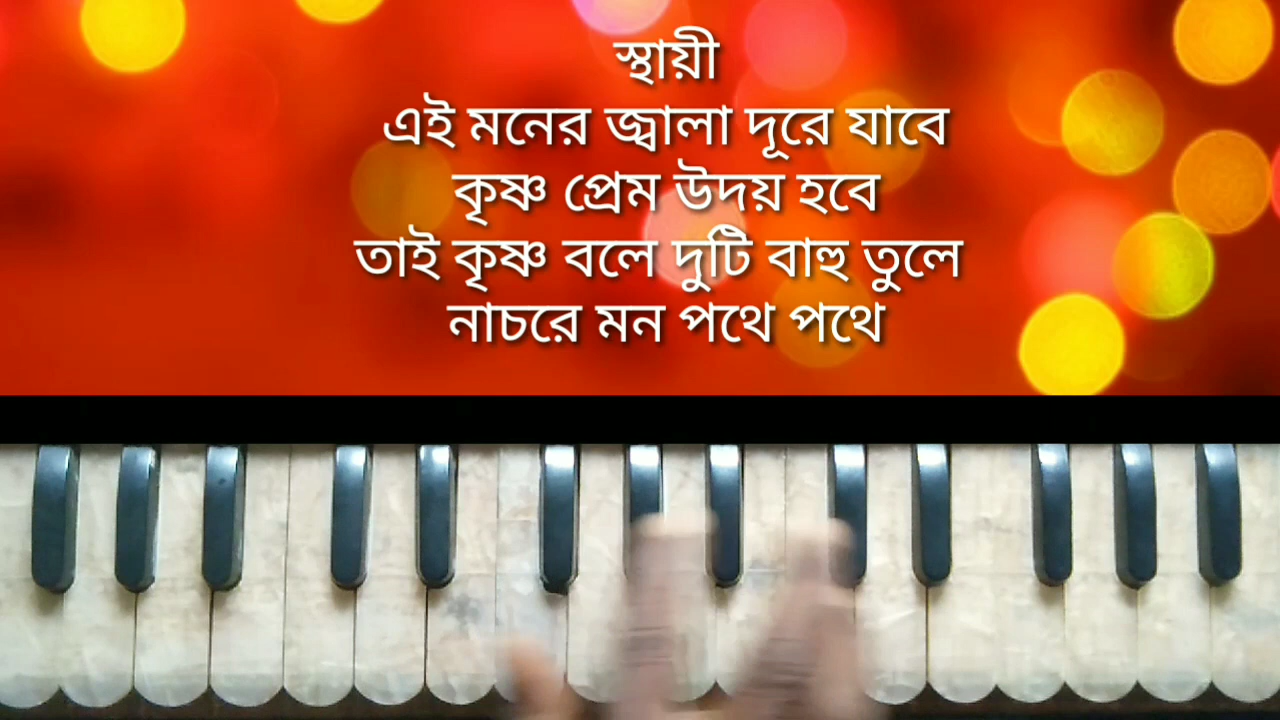 স্থায়ী
এই মনের জ্বালা দূরে যাবে
কৃষ্ণ প্রেম উদয় হবে
তাই কৃষ্ণ বলে দুটি বাহু তুলে
নাচরে মন পথে পথে